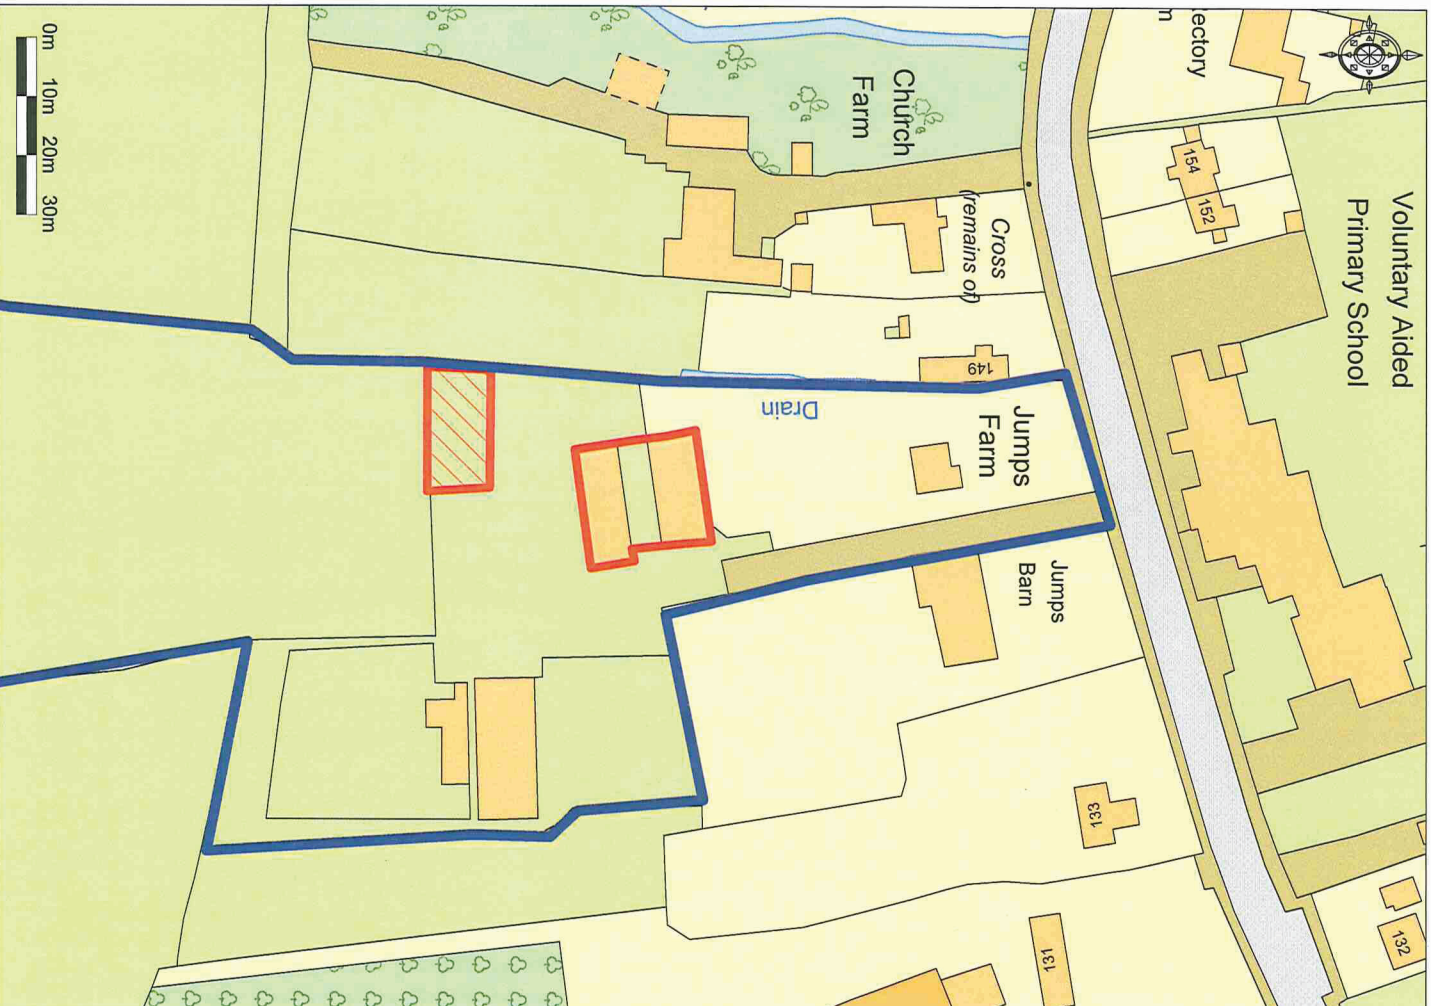 Voluntary Aided
Primary School
ectory
m
154
152
Church
Farm
Cross
(remains of)
149
Drain
Jumps
Farm
Jumps
Barn
133
131
132
0m
10m
20m
30m